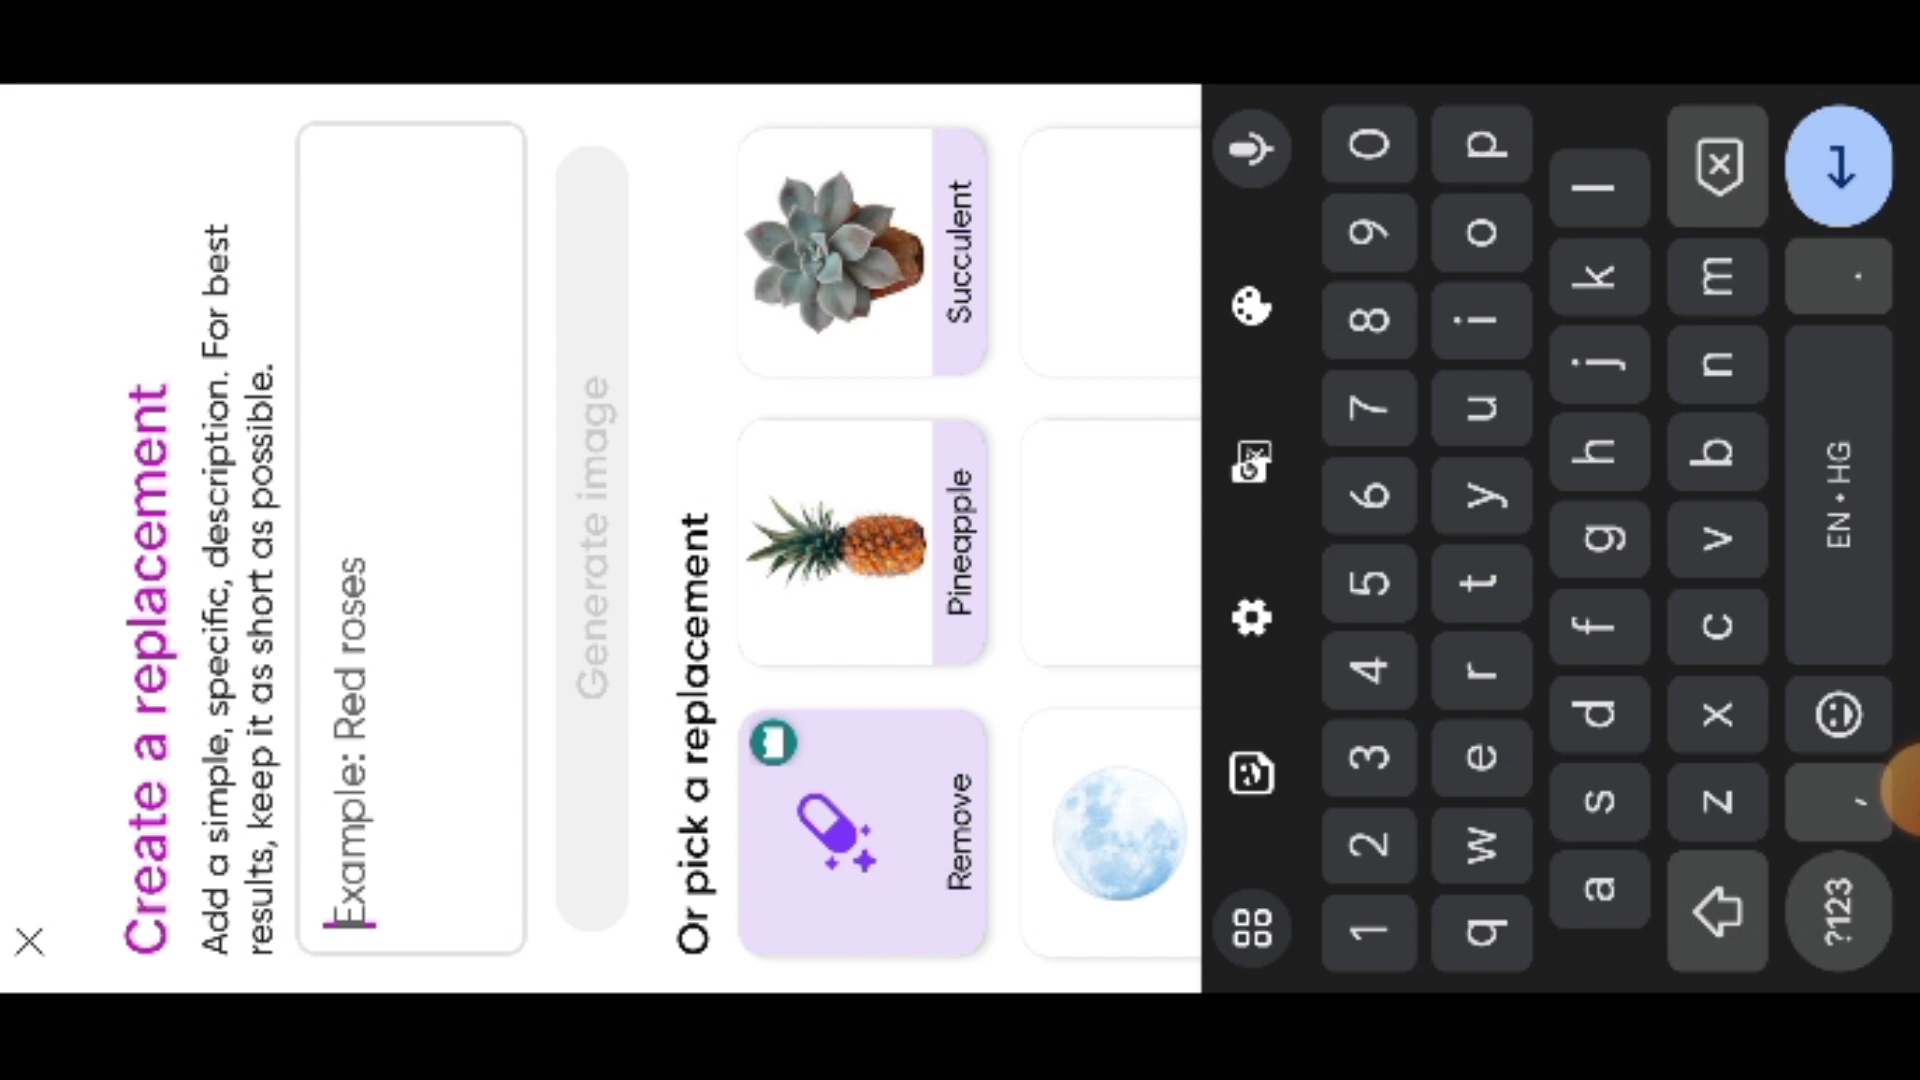 Create a replacement
Add a simple, specific, description. For best
results, keep it as short as possible.
Example: Red roses
Generate image
Or pick a replacement
Remove
Pineapple
Succulent
1 2 3 4 5 6 7 8 9 0
q w e r t y u i o p
a s d f g h j k l
z x c v b n m
?123 , EN • HG .